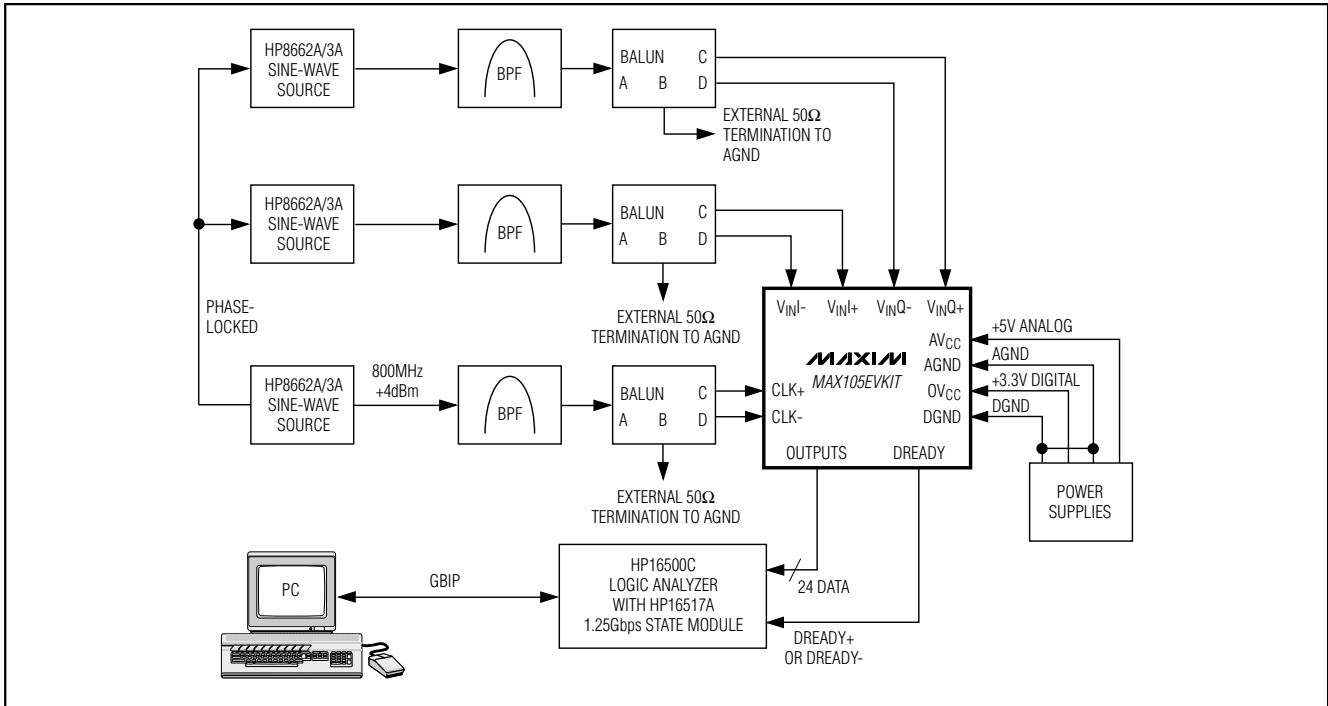 HP8662A/3A
SINE-WAVE
SOURCE
BPF
BALUN C
A B D
EXTERNAL 50Ω
TERMINATION TO
AGND
HP8662A/3A
SINE-WAVE
SOURCE
BPF
BALUN C
A B D
EXTERNAL 50Ω
TERMINATION TO AGND
PHASE-
LOCKED
HP8662A/3A
SINE-WAVE
SOURCE
800MHz
+4dBm
BPF
BALUN C
A B D
EXTERNAL 50Ω
TERMINATION TO AGND
VINI- VINI+ VINQ- VINQ+
MAXIM
MAX105EVKIT
CLK+
CLK-
AVCC
AGND
OVCC
DGND
OUTPUTS DREADY
+5V ANALOG
AGND
+3.3V DIGITAL
DGND
POWER
SUPPLIES
PC
GBIP
HP16500C
LOGIC ANALYZER
WITH HP16517A
1.25Gbps STATE MODULE
24 DATA
DREADY+
OR DREADY-